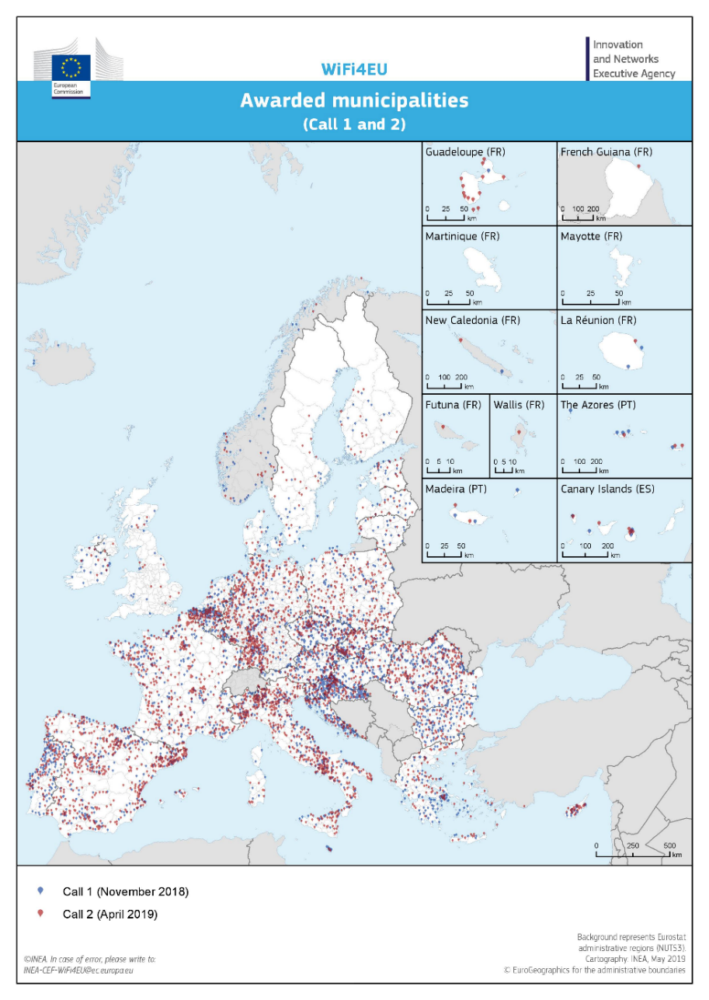 European
Commission
WiFi4EU
Innovation
and Networks
Executive Agency
Awarded municipalities
(Call 1 and 2)
Guadeloupe (FR)
0 25 50
km
French Guiana (FR)
0 100 200
km
Martinique (FR)
0 25 50
km
Mayotte (FR)
0 25 50
km
New Caledonia (FR)
0 100 200
km
La Réunion (FR)
0 25 50
km
Futuna (FR)
0 5 10
km
Wallis (FR)
0 5 10
km
The Azores (PT)
0 100 200
km
Madeira (PT)
0 25 50
km
Canary Islands (ES)
0 100 200
km
0 250 500
km
Call 1 (November 2018)
Call 2 (April 2019)
©INEA. In case of error, please write to:
INEA-CEF-WiFi4EU@ec.europa.eu
Background represents Eurostat
administrative regions (NUTS3).
Cartography: INEA, May 2019
© EuroGeographics for the administrative boundaries